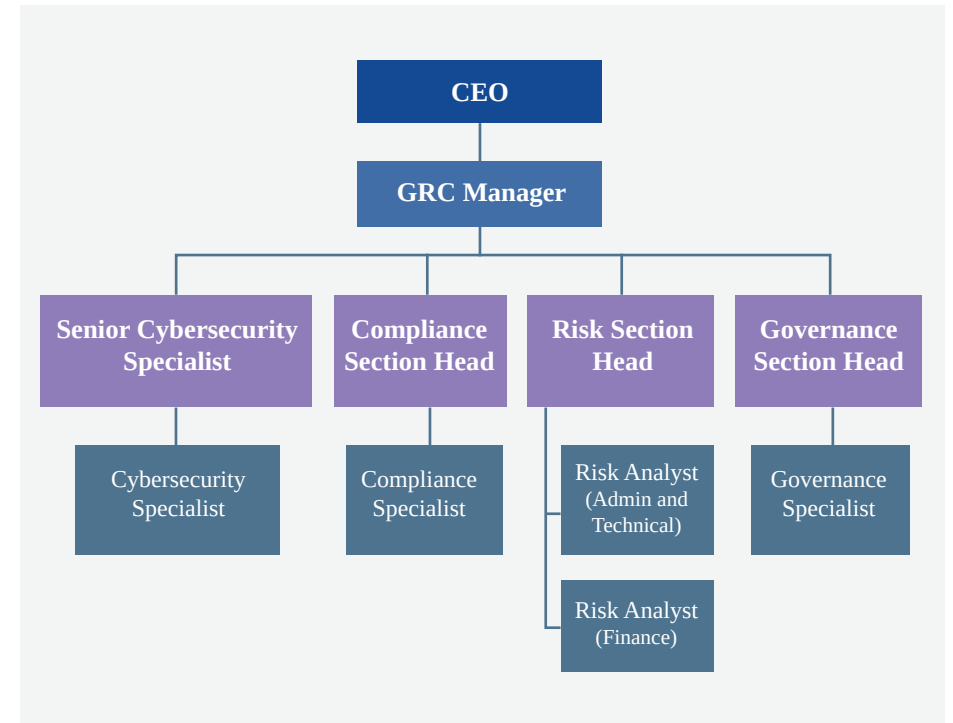 CEO
GRC Manager
Senior Cybersecurity
Specialist
Compliance
Section Head
Risk Section
Head
Governance
Section Head
Cybersecurity
Specialist
Compliance
Specialist
Risk Analyst
(Admin and
Technical)
Governance
Specialist
Risk Analyst
(Finance)